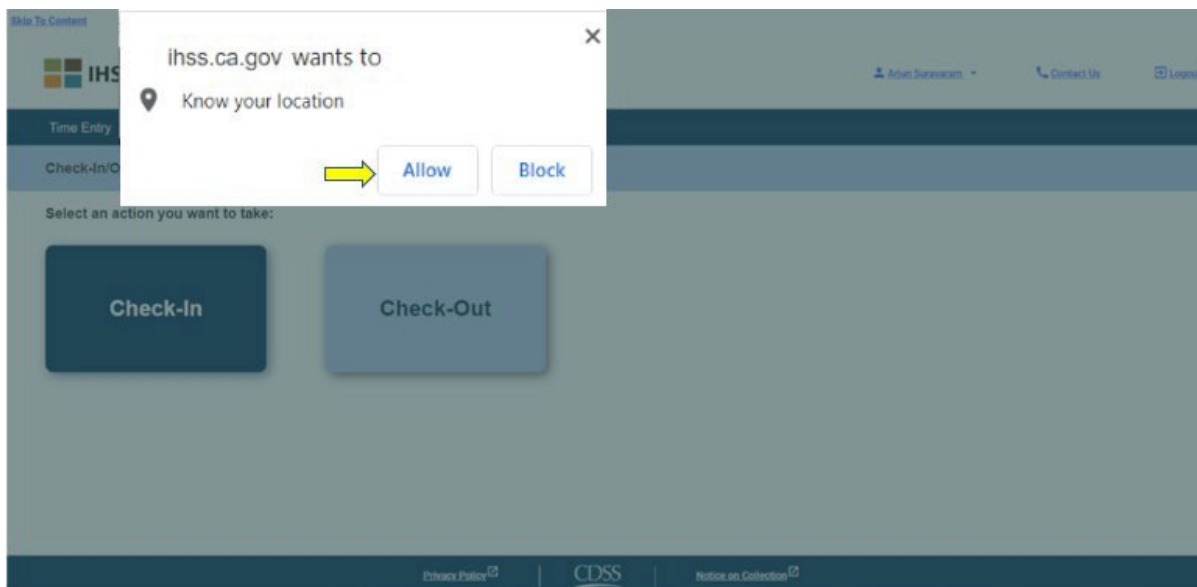 Skip To Content
ihss.ca.gov wants to
Know your location
Allow
Block
IHS
Contact Us
Time Entry
Check-In/O
Select an action you want to take:
Check-In
Check-Out
Privacy Policy
CDSS
Notice on Collection